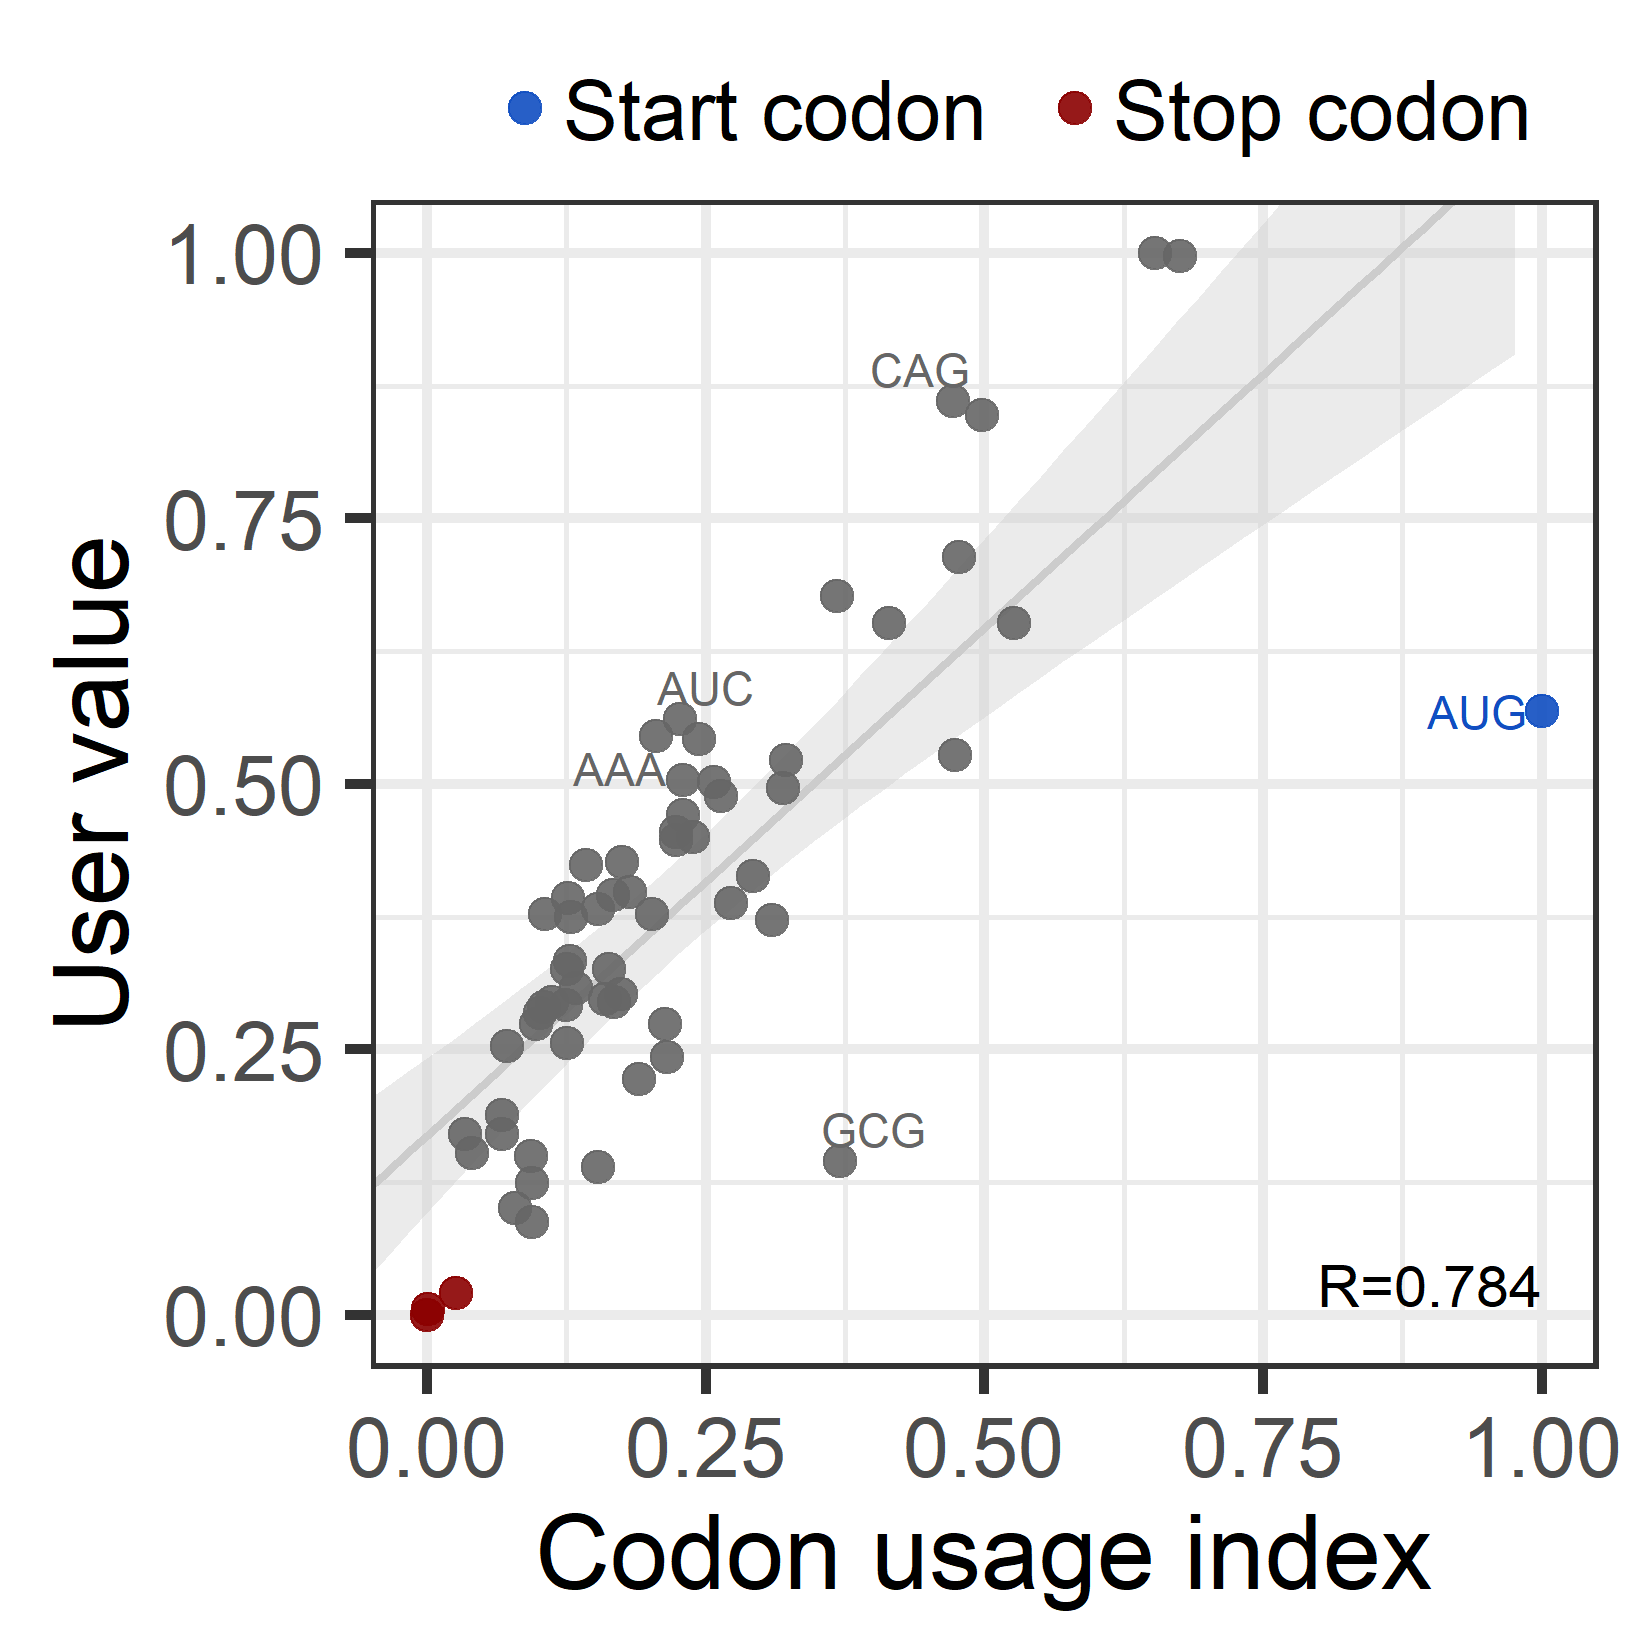 Start codon
Stop codon
User value
1.00
0.75
0.50
0.25
0.00
CAG
AUC
AUG
AAA
GCG
R=0.784
0.00
0.25
0.50
0.75
1.00
Codon usage index